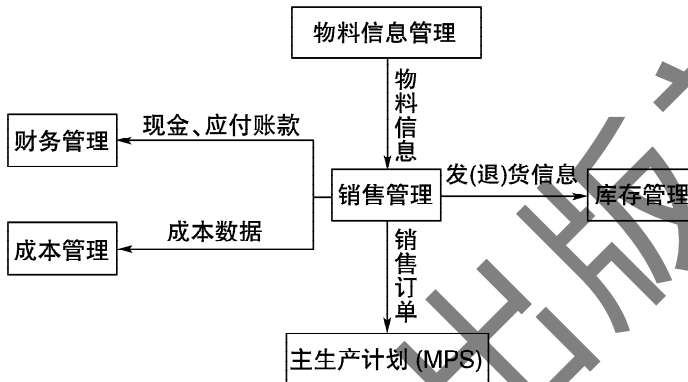 物料信息管理
物料信息
现金、应付账款
财务管理
销售管理
发(退)货信息
库存管理
成本数据
成本管理
销售订单
主生产计划 (MPS)
出版